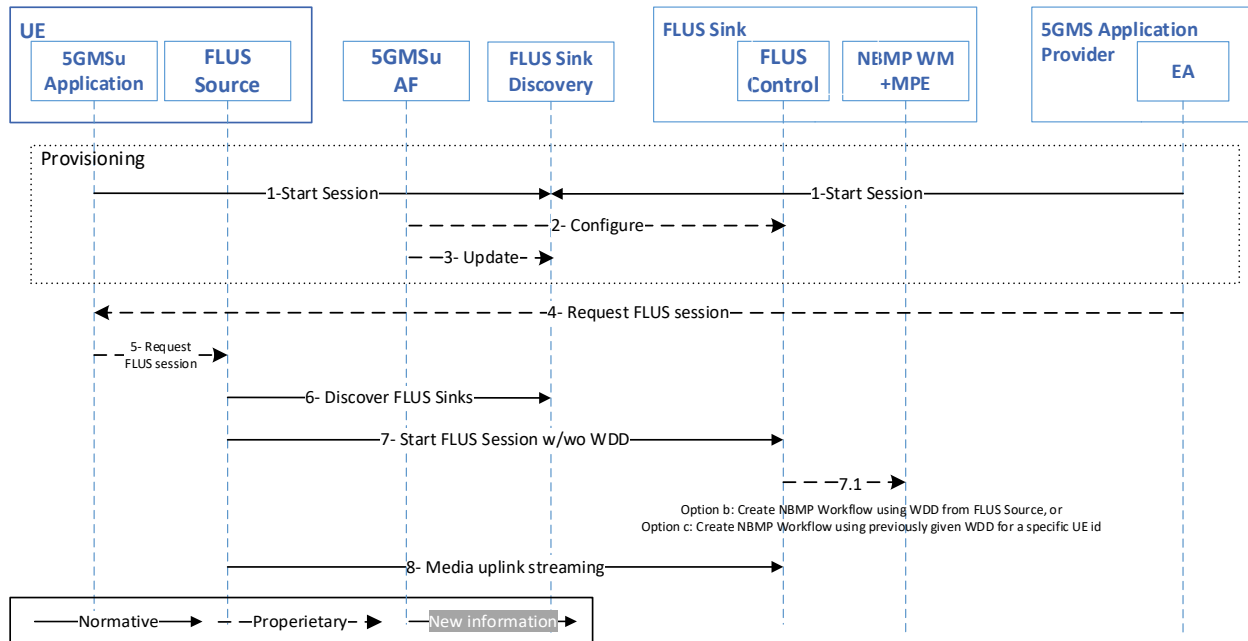 UE
5GMSu
Application
FLUS
Source
5GMSu
AF
FLUS Sink
Discovery
FLUS Sink
FLUS
Control
NBMP WM
+MPE
5GMS Application
Provider
EA
Provisioning
1-Start Session
1-Start Session
2- Configure
3- Update
4- Request FLUS session
5- Request
FLUS session
6- Discover FLUS Sinks
7- Start FLUS Session w/wo WDD
7.1
Option b: Create NBMP Workflow using WDD from FLUS Source, or
Option c: Create NBMP Workflow using previously given WDD for a specific UE id
8- Media uplink streaming
Normative
Properietary
New information